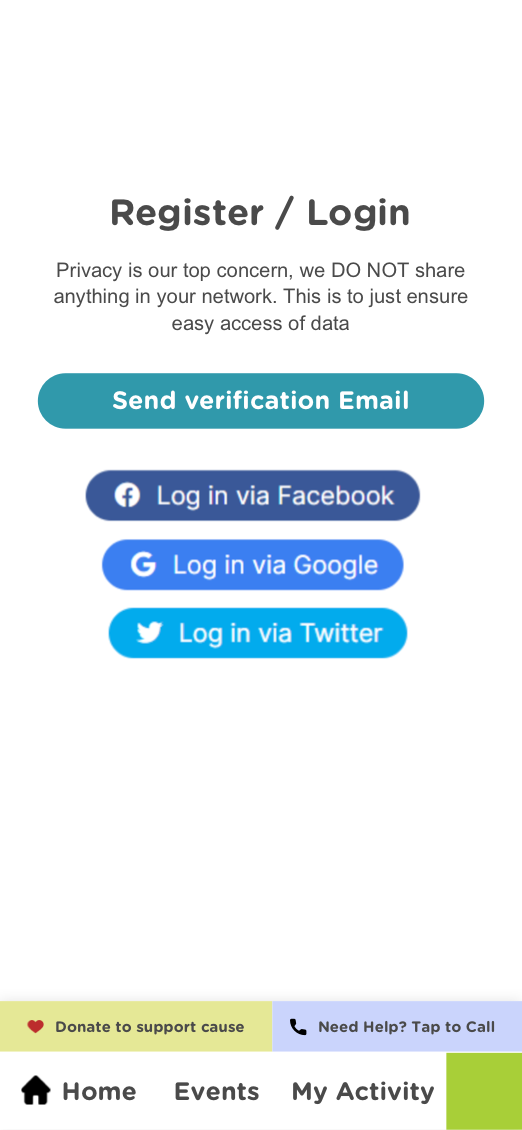 Register / Login
Privacy is our top concern, we DO NOT share
anything in your network. This is to just ensure
easy access of data
Send verification Email
Log in via Facebook
Log in via Google
Log in via Twitter
Donate to support cause
Need Help? Tap to Call
Home
Events
My Activity